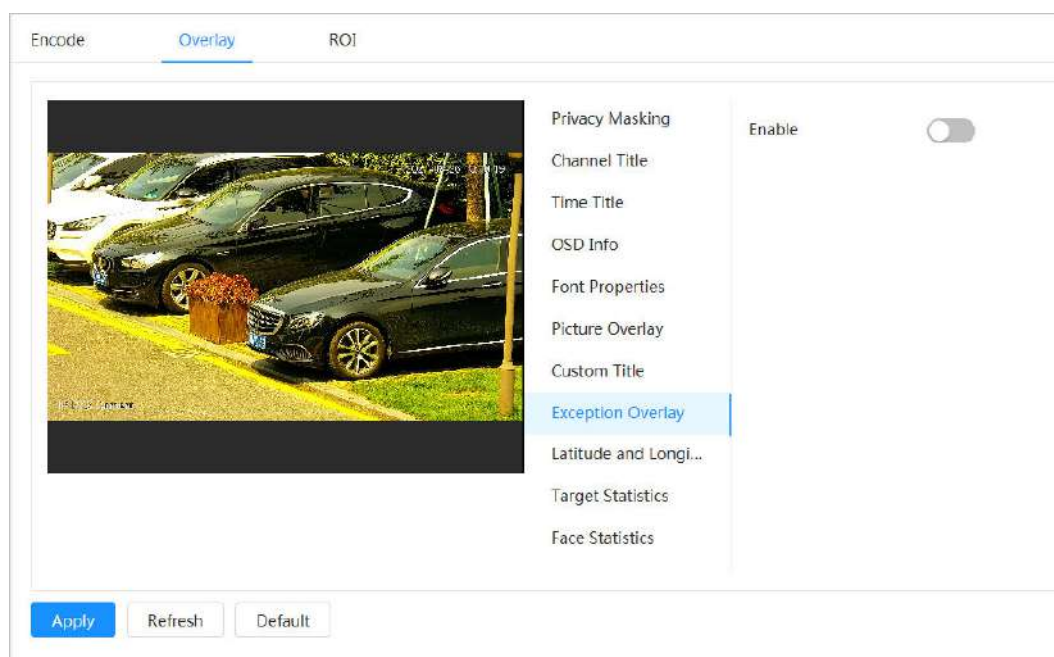 Encode Overlay ROI
Privacy Masking
Enable
Channel Title
Time Title
OSD Info
Font Properties
Picture Overlay
Custom Title
Exception Overlay
Latitude and Longi...
Target Statistics
Face Statistics
Apply Refresh Default